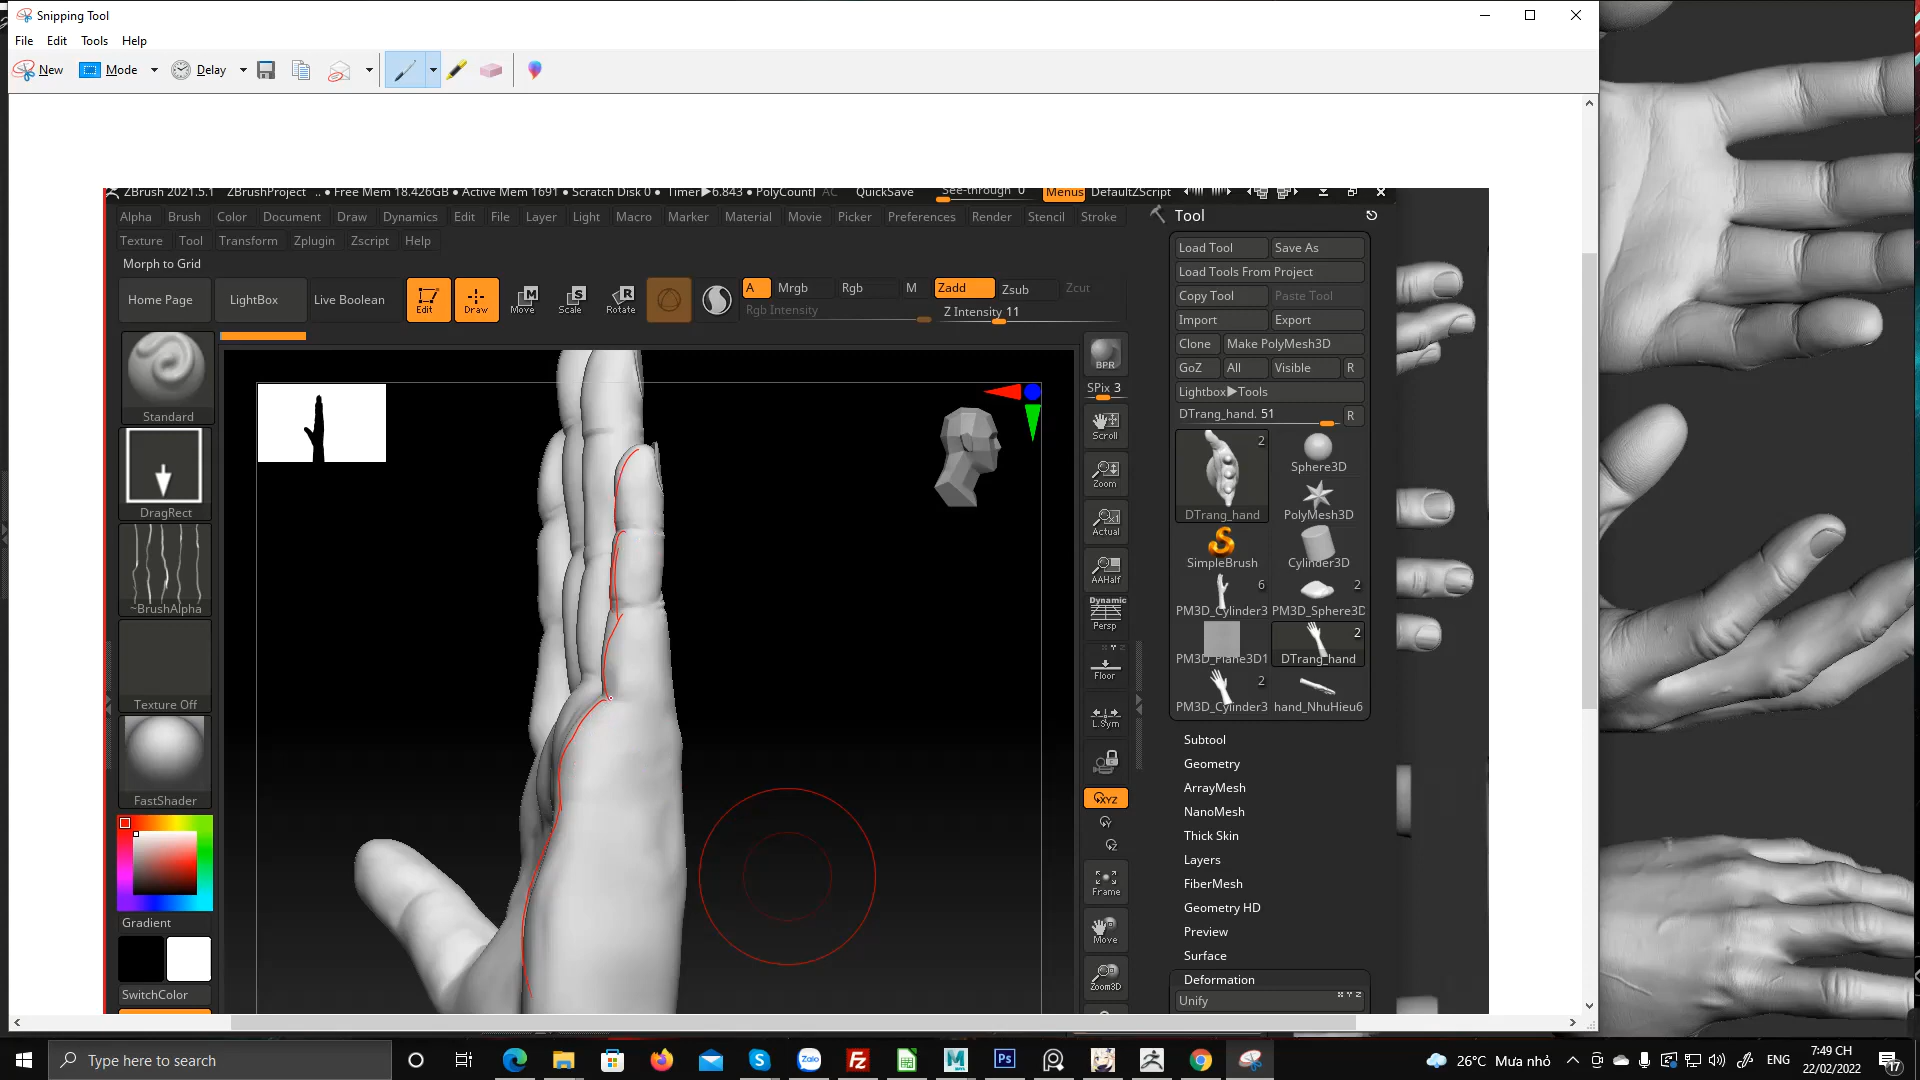 Snipping Tool
File Edit Tools Help
New Mode Delay
ZBrush 2021.5.1 ZBrushProject .. • Free Mem 18.426GB • Active Mem 1691 • Scratch Disk 0 • Timer▶6.843 • PolyCount| AC QuickSave See-through 0 Menus DefaultZScript
Alpha Brush Color Document Draw Dynamics Edit File Layer Light Macro Marker Material Movie Picker Preferences Render Stencil Stroke
Texture Tool Transform Zplugin Zscript Help
Morph to Grid
Home Page LightBox Live Boolean Edit Draw Move Scale Rotate
A Mrgb Rgb M Zadd Zsub Zcut
Rgb Intensity Z Intensity 11
Standard
DragRect
~BrushAlpha
Texture Off
FastShader
Gradient
SwitchColor
BPR
SPix 3
Scroll
Zoom
Actual
AAHalf
Dynamic
Persp
Floor
L.Sym
XYZ
Y
Z
Frame
Move
Zoom3D
Tool
Load Tool Save As
Load Tools From Project
Copy Tool Paste Tool
Import Export
Clone Make PolyMesh3D
GoZ All Visible R
Lightbox▶Tools
DTrang_hand. 51 R
2
Sphere3D
DTrang_hand PolyMesh3D
SimpleBrush Cylinder3D
6 2
PM3D_Cylinder3 PM3D_Sphere3D
2
PM3D_Plane3D1 DTrang_hand
2
PM3D_Cylinder3 hand_NhuHieu6
Subtool
Geometry
ArrayMesh
NanoMesh
Thick Skin
Layers
FiberMesh
Geometry HD
Preview
Surface
Deformation
Unify X Y Z
Type here to search
Zalo
Ps
26°C Mưa nhỏ
ENG
7:49 CH
22/02/2022
17